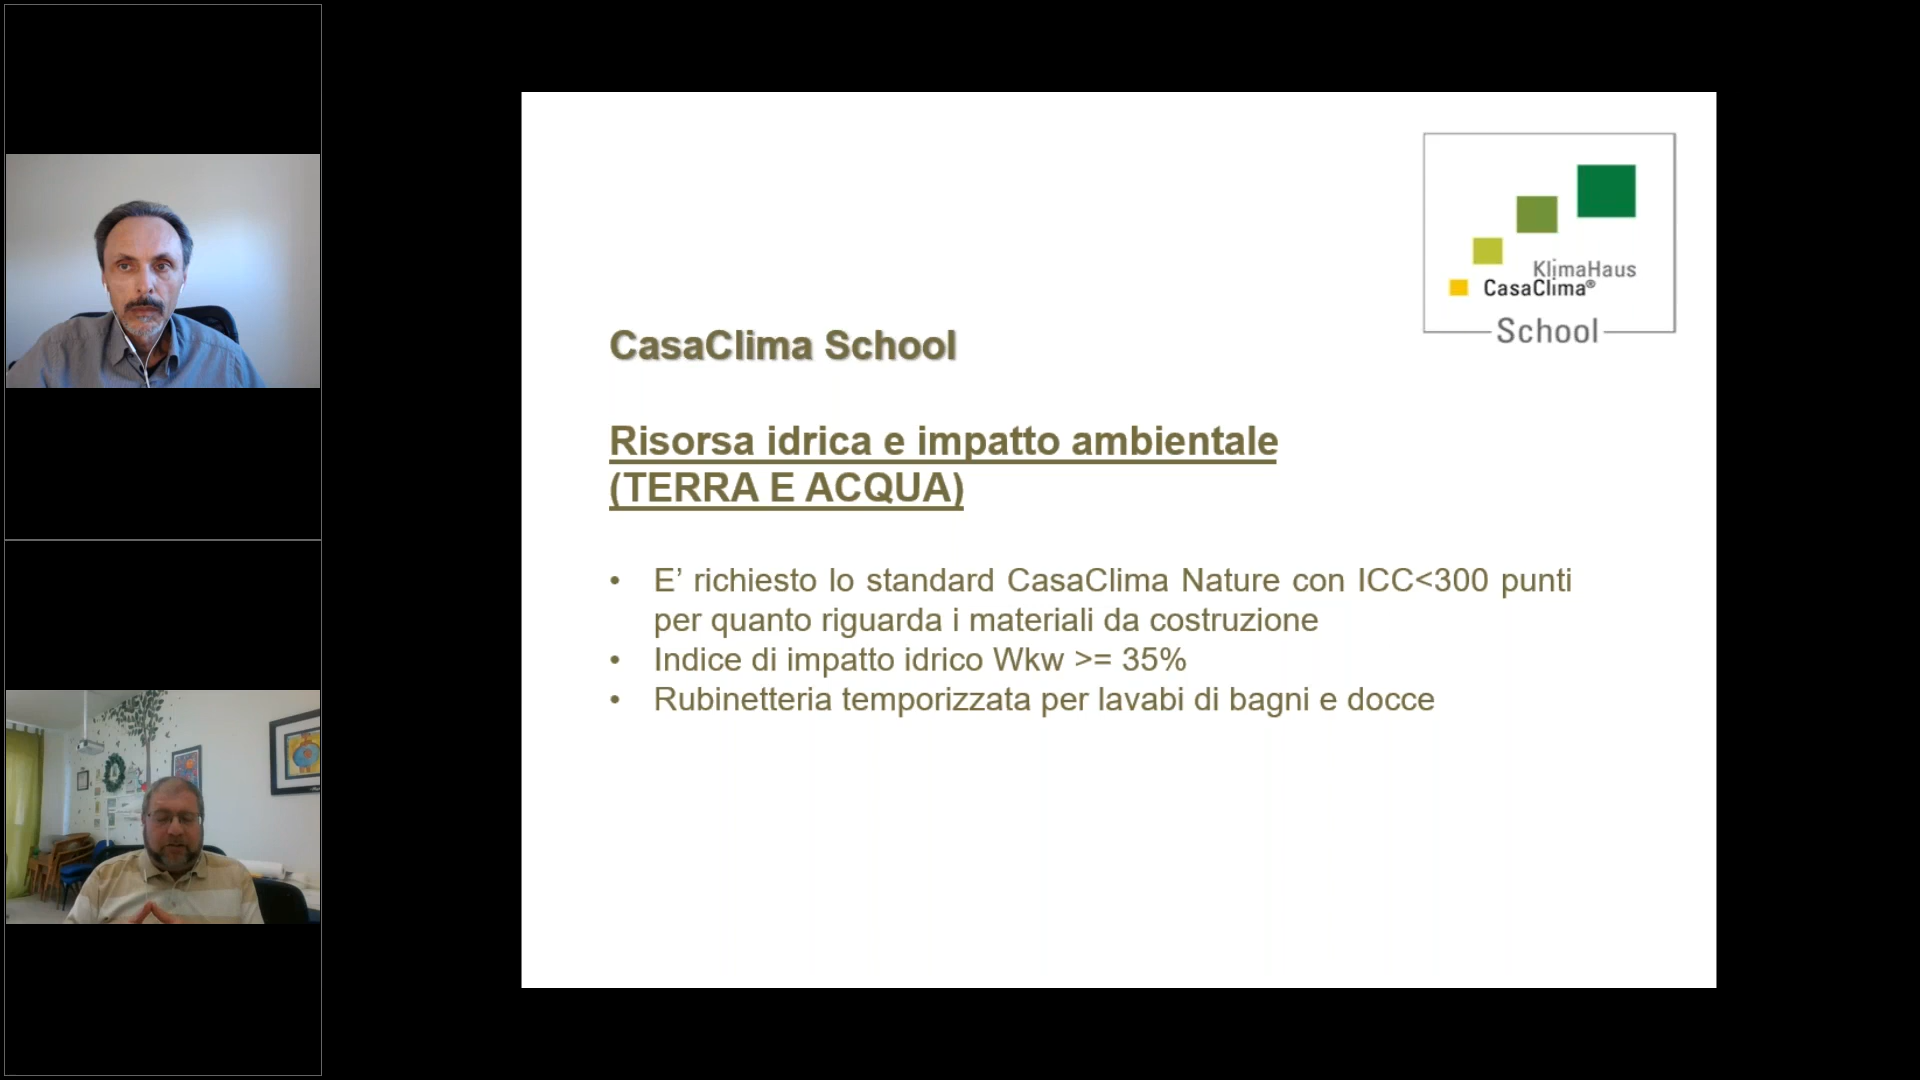 KlimaHaus
CasaClima®
School
CasaClima School
Risorsa idrica e impatto ambientale
(TERRA E ACQUA)
• E’ richiesto lo standard CasaClima Nature con ICC<300 punti
per quanto riguarda i materiali da costruzione
• Indice di impatto idrico Wkw >= 35%
• Rubinetteria temporizzata per lavabi di bagni e docce